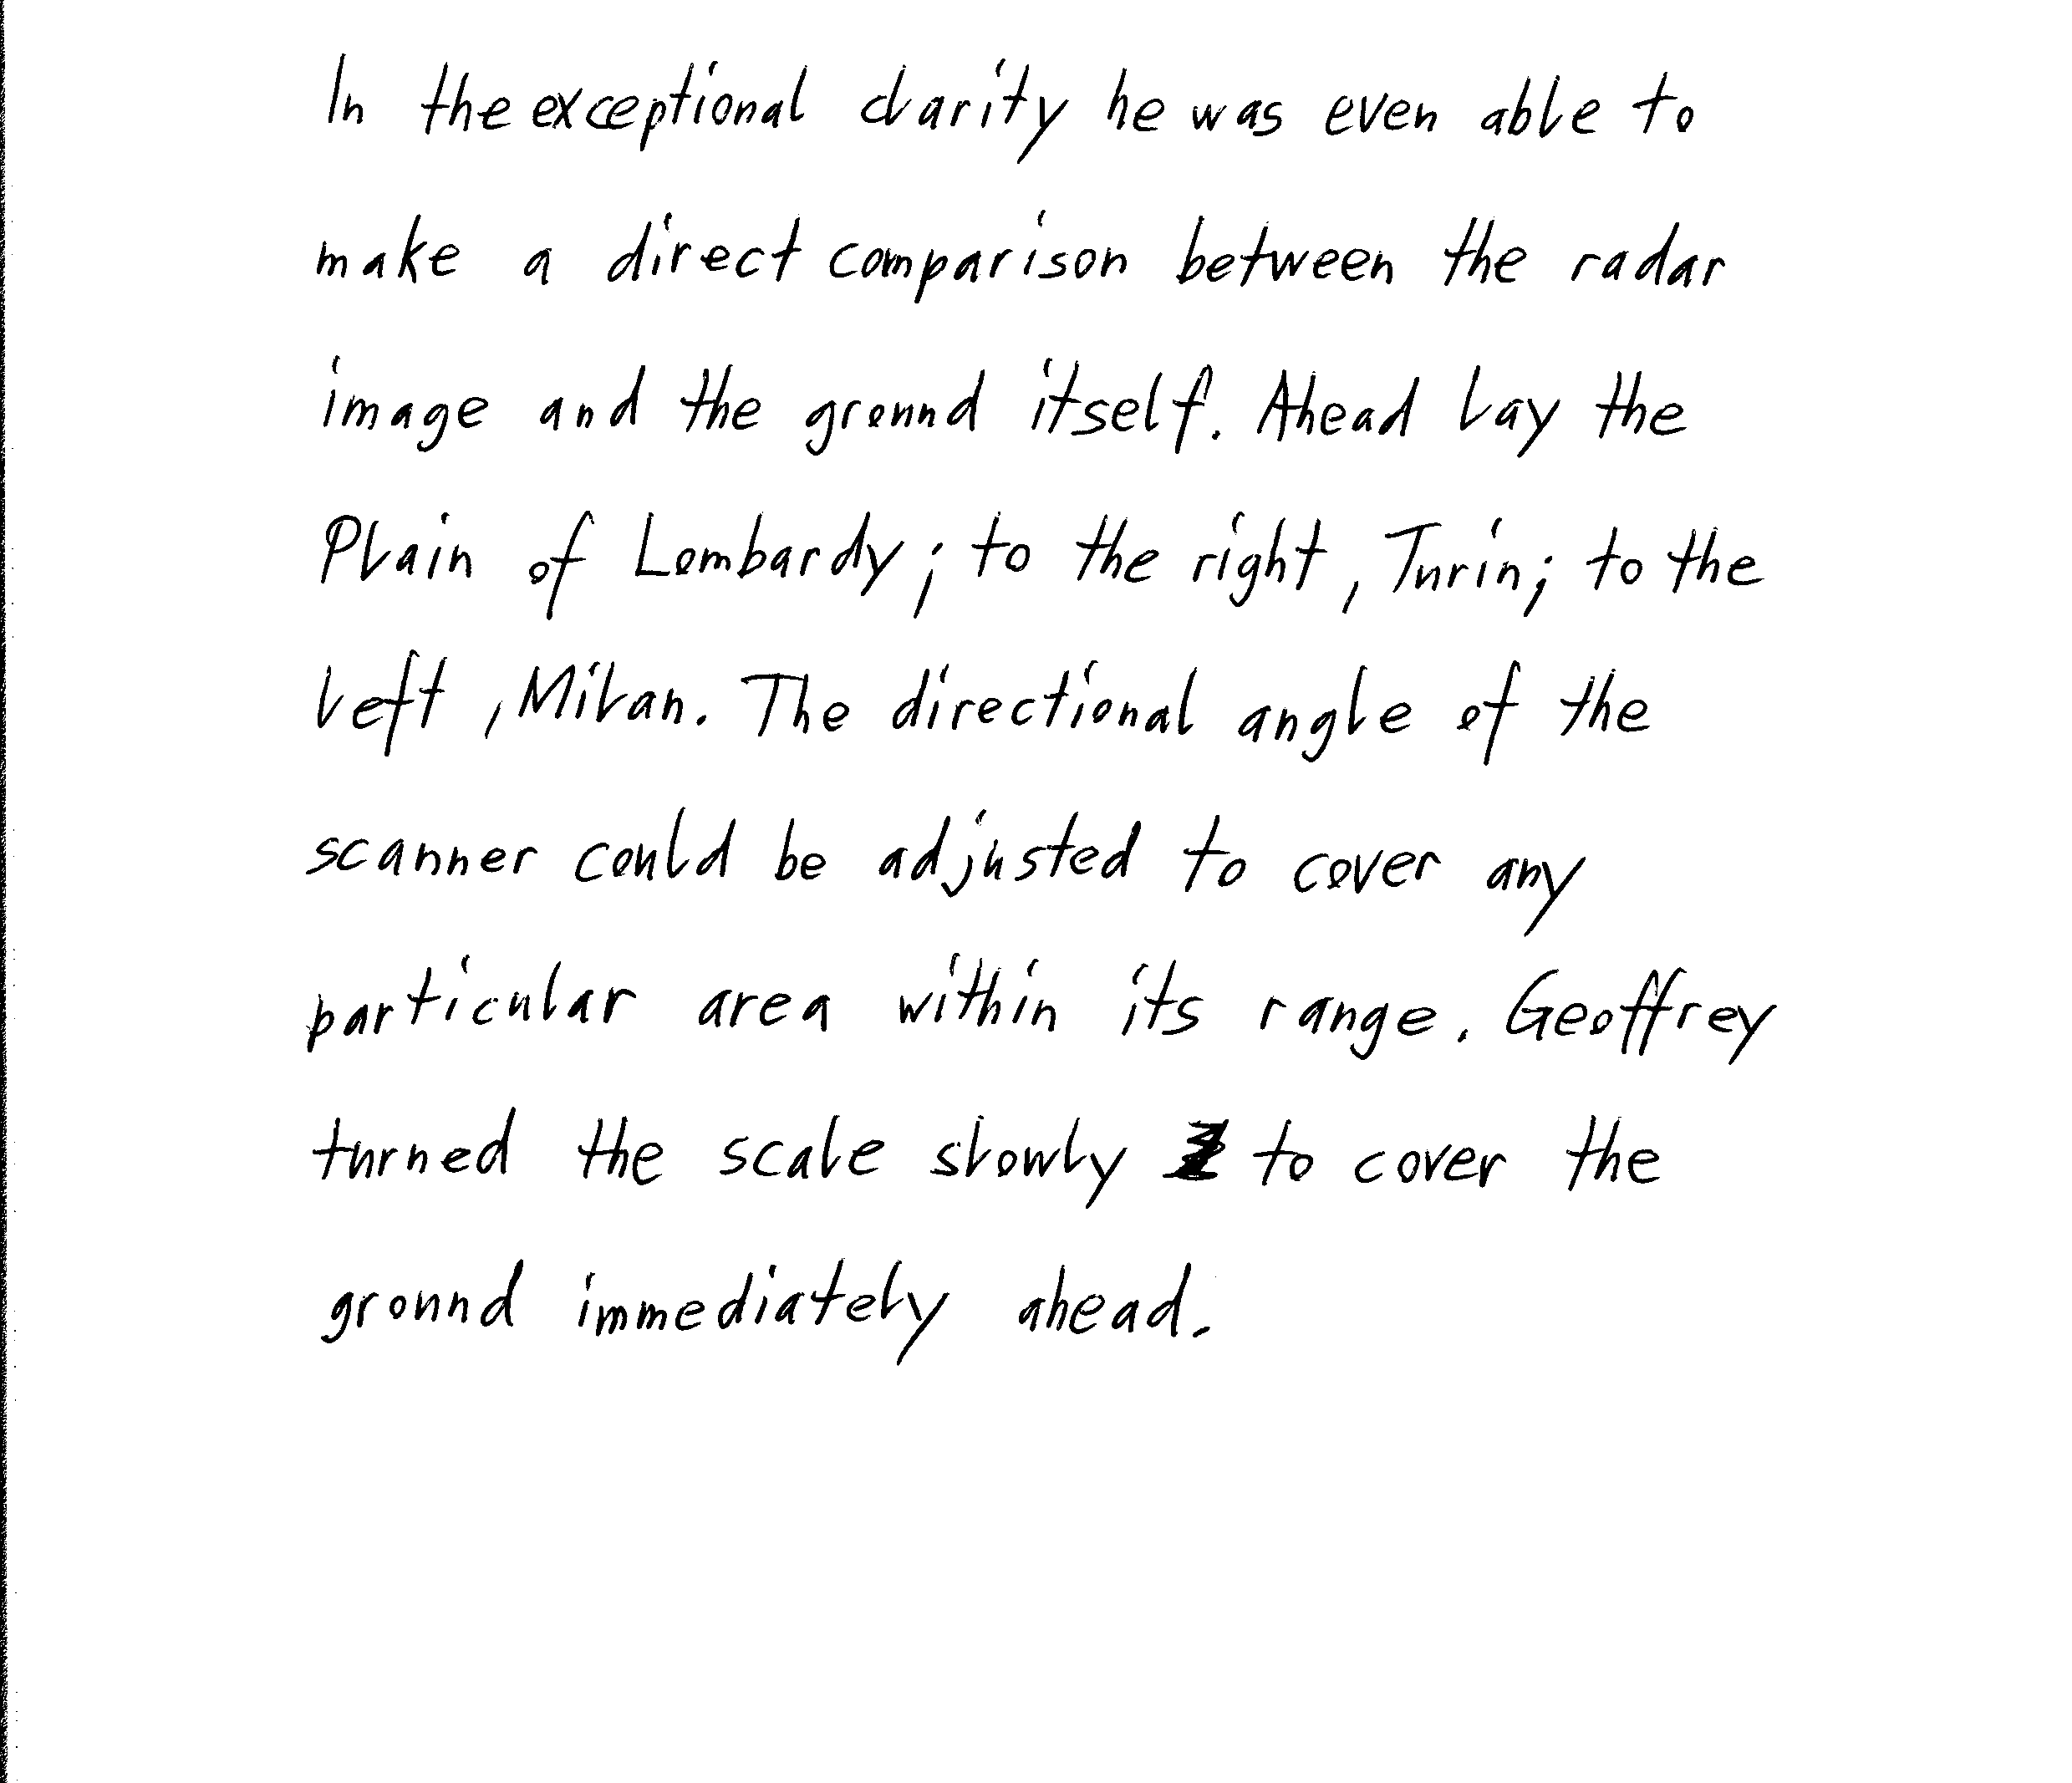 In the exceptional clarity he was even able to
make a direct comparison between the radar
image and the ground itself. Ahead lay the
Plain of Lombardy; to the right, Turin; to the
left, Milan. The directional angle of the
scanner could be adjusted to cover any
particular area within its range. Geoffrey
turned the scale slowly to cover the
ground immediately ahead.